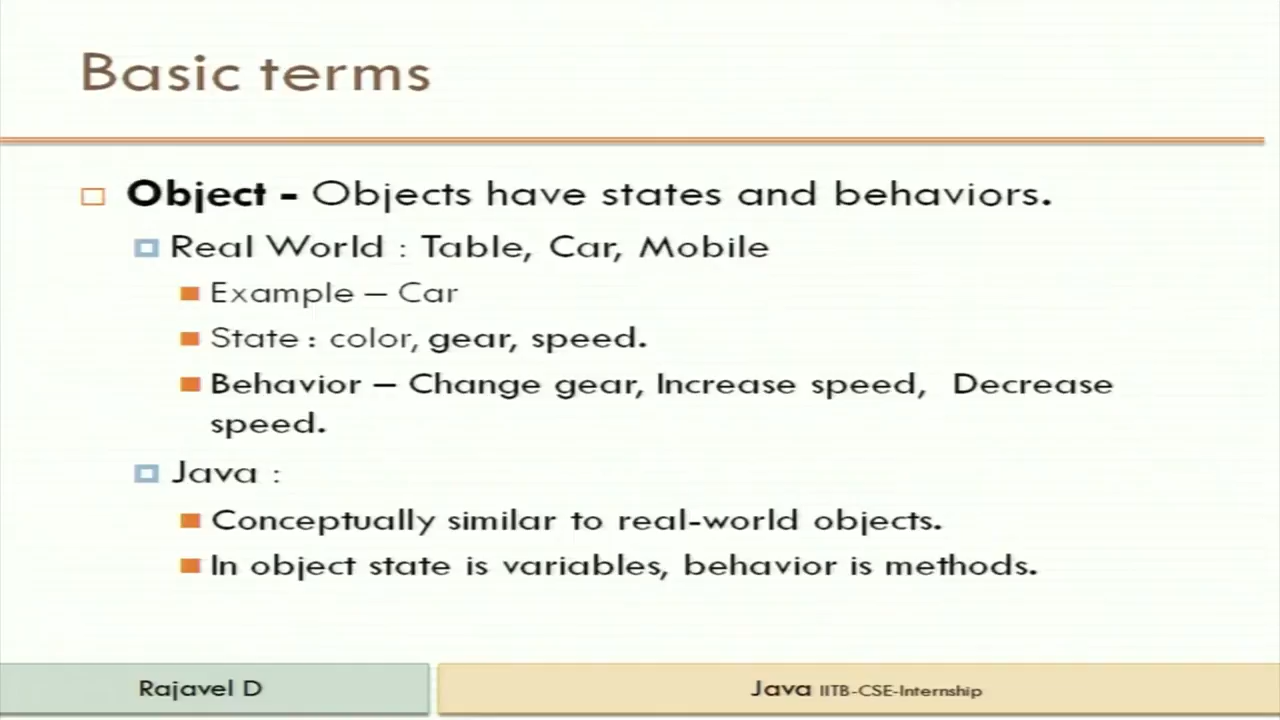 Basic terms
Object - Objects have states and behaviors.
Real World : Table, Car, Mobile
Example – Car
State : color, gear, speed.
Behavior – Change gear, Increase speed, Decrease
speed.
Java :
Conceptually similar to real-world objects.
In object state is variables, behavior is methods.
Rajavel D
Java IITB-CSE-Internship